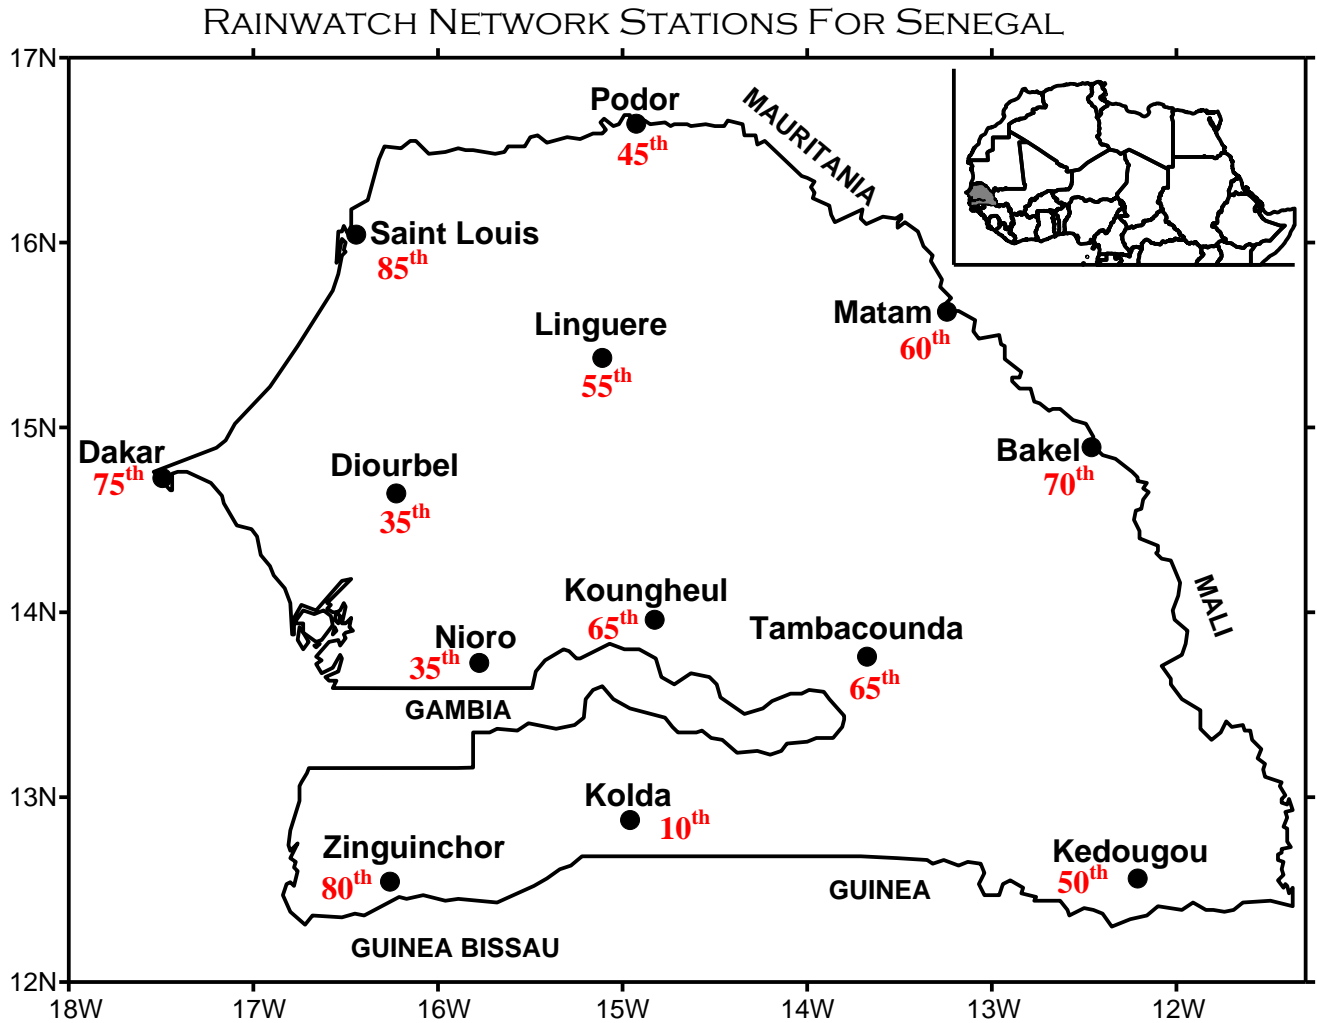 RAINWATCH NETWORK STATIONS FOR SENEGAL
17N
Podor
45th
MAURITANIA
16N
Saint Louis
85th
Matam
60th
Linguere
55th
15N
Dakar
75th
Diourbel
35th
Bakel
70th
MALI
14N
Koungheul
65th
Tambacounda
65th
Nioro
35th
GAMBIA
13N
Kolda
10th
Zinguinchor
80th
Kedougou
50th
GUINEA
GUINEA BISSAU
12N
18W 17W 16W 15W 14W 13W 12W